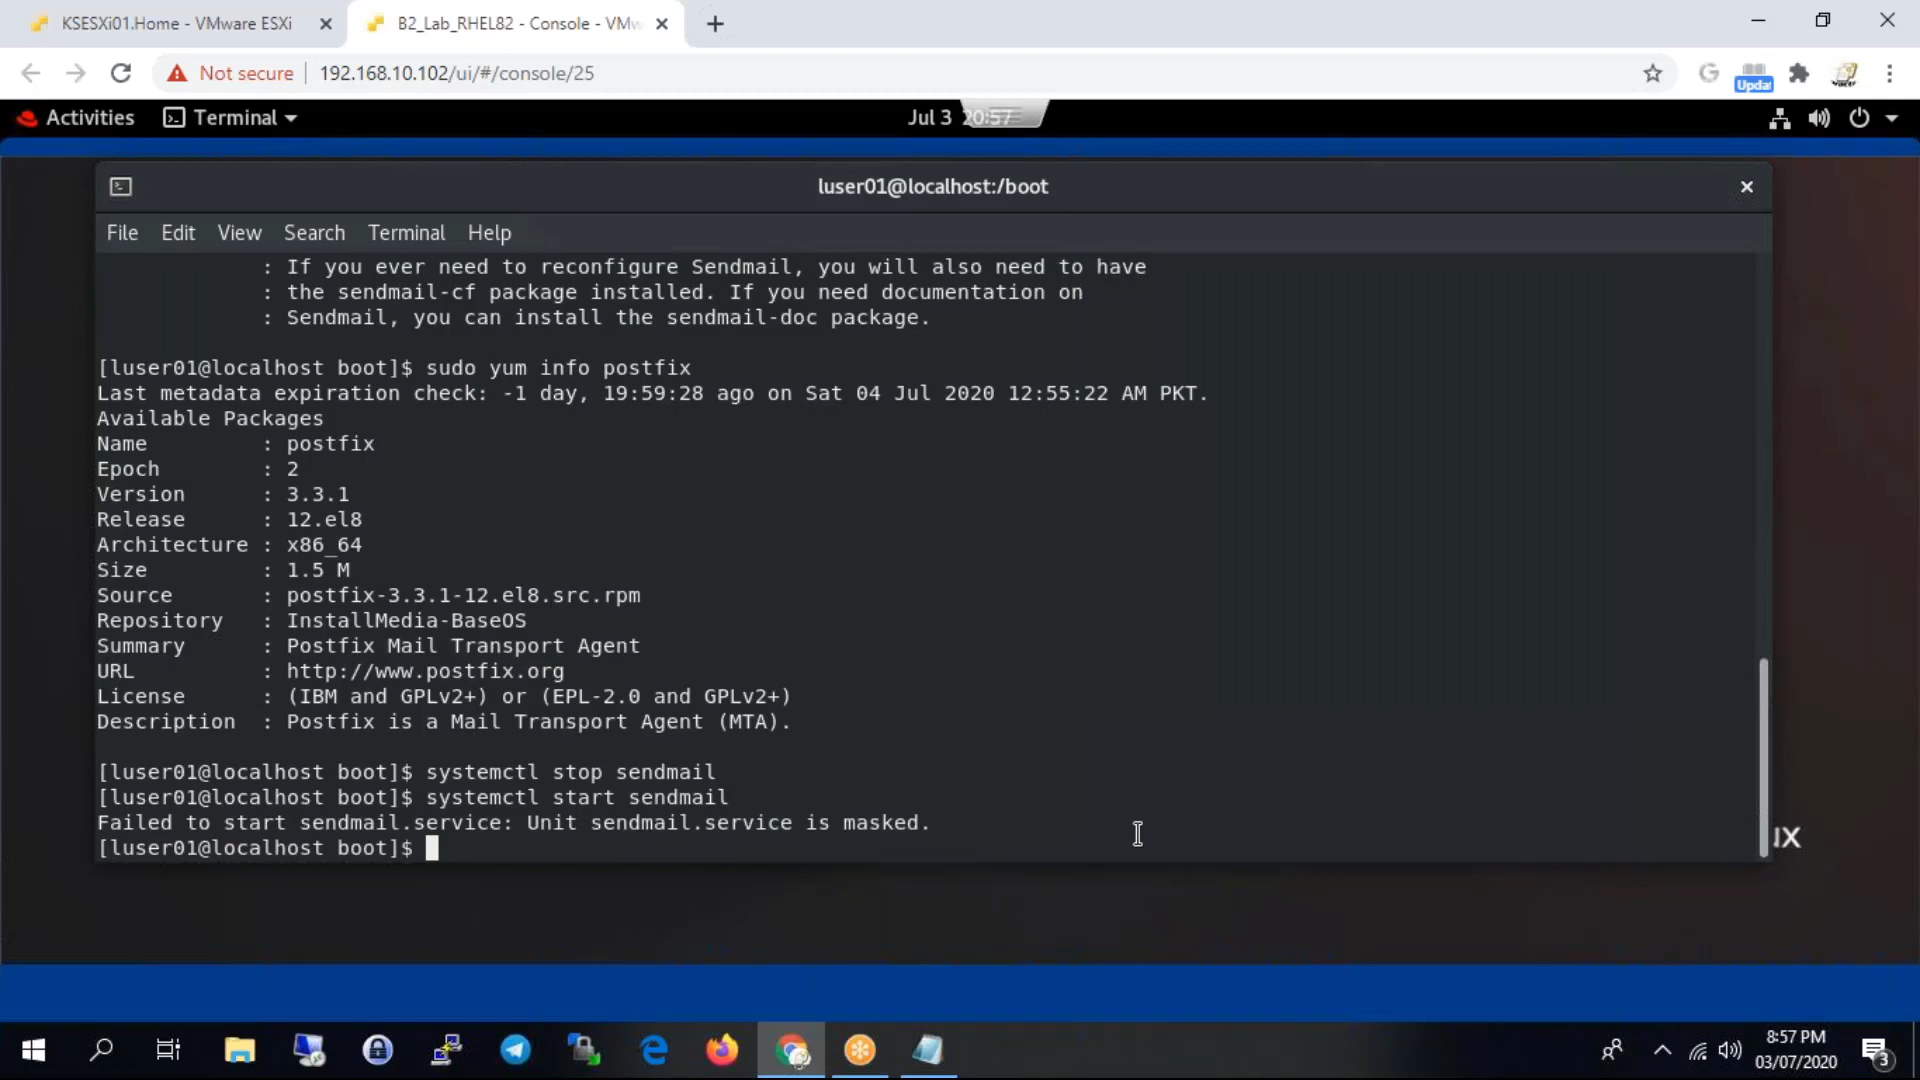 KSESXi01.Home - VMware ESXi
B2_Lab_RHEL82 - Console - VMw
Not secure
192.168.10.102/ui/#/console/25
Updat
Activities
Terminal
Jul 3 20:57
luser01@localhost:/boot
File Edit View Search Terminal Help
: If you ever need to reconfigure Sendmail, you will also need to have
: the sendmail-cf package installed. If you need documentation on
: Sendmail, you can install the sendmail-doc package.
[luser01@localhost boot]$ sudo yum info postfix
Last metadata expiration check: -1 day, 19:59:28 ago on Sat 04 Jul 2020 12:55:22 AM PKT.
Available Packages
Name : postfix
Epoch : 2
Version : 3.3.1
Release : 12.el8
Architecture : x86_64
Size : 1.5 M
Source : postfix-3.3.1-12.el8.src.rpm
Repository : InstallMedia-BaseOS
Summary : Postfix Mail Transport Agent
URL : http://www.postfix.org
License : (IBM and GPLv2+) or (EPL-2.0 and GPLv2+)
Description : Postfix is a Mail Transport Agent (MTA).
[luser01@localhost boot]$ systemctl stop sendmail
[luser01@localhost boot]$ systemctl start sendmail
Failed to start sendmail.service: Unit sendmail.service is masked.
[luser01@localhost boot]$
ux
8:57 PM
03/07/2020
3